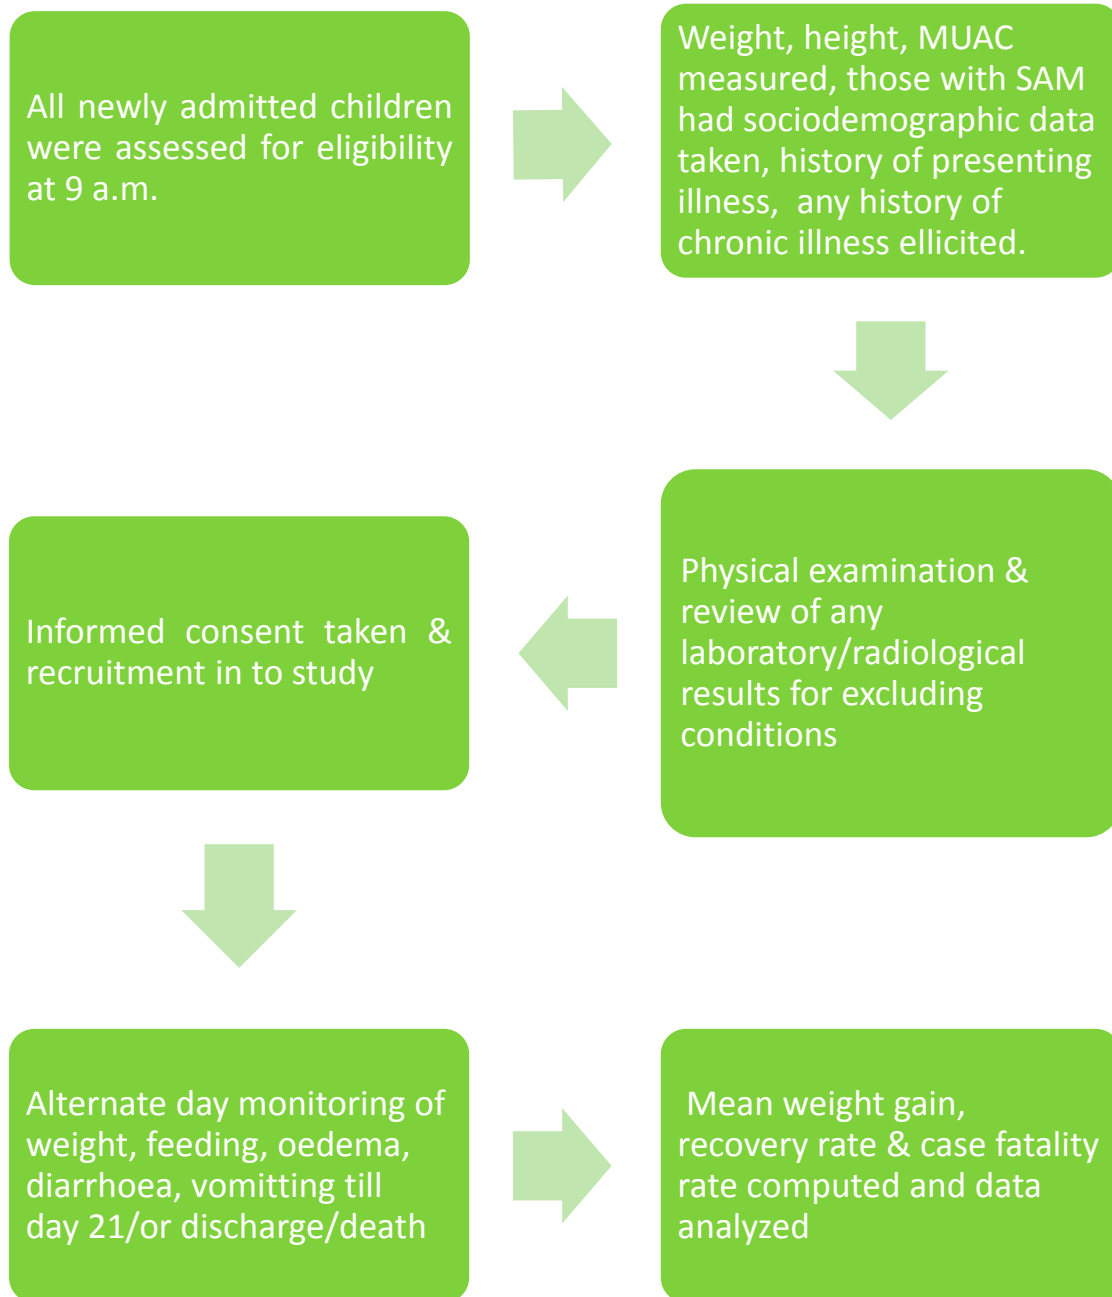 All newly admitted children
were assessed for eligibility
at 9 a.m.
Weight, height, MUAC
measured, those with SAM
had sociodemographic data
taken, history of presenting
illness, any history of
chronic illness ellicited.
Physical examination &
review of any
laboratory/radiological
results for excluding
conditions
Informed consent taken &
recruitment in to study
Alternate day monitoring of
weight, feeding, oedema,
diarrhoea, vomitting till
day 21/or discharge/death
Mean weight gain,
recovery rate & case fatality
rate computed and data
analyzed